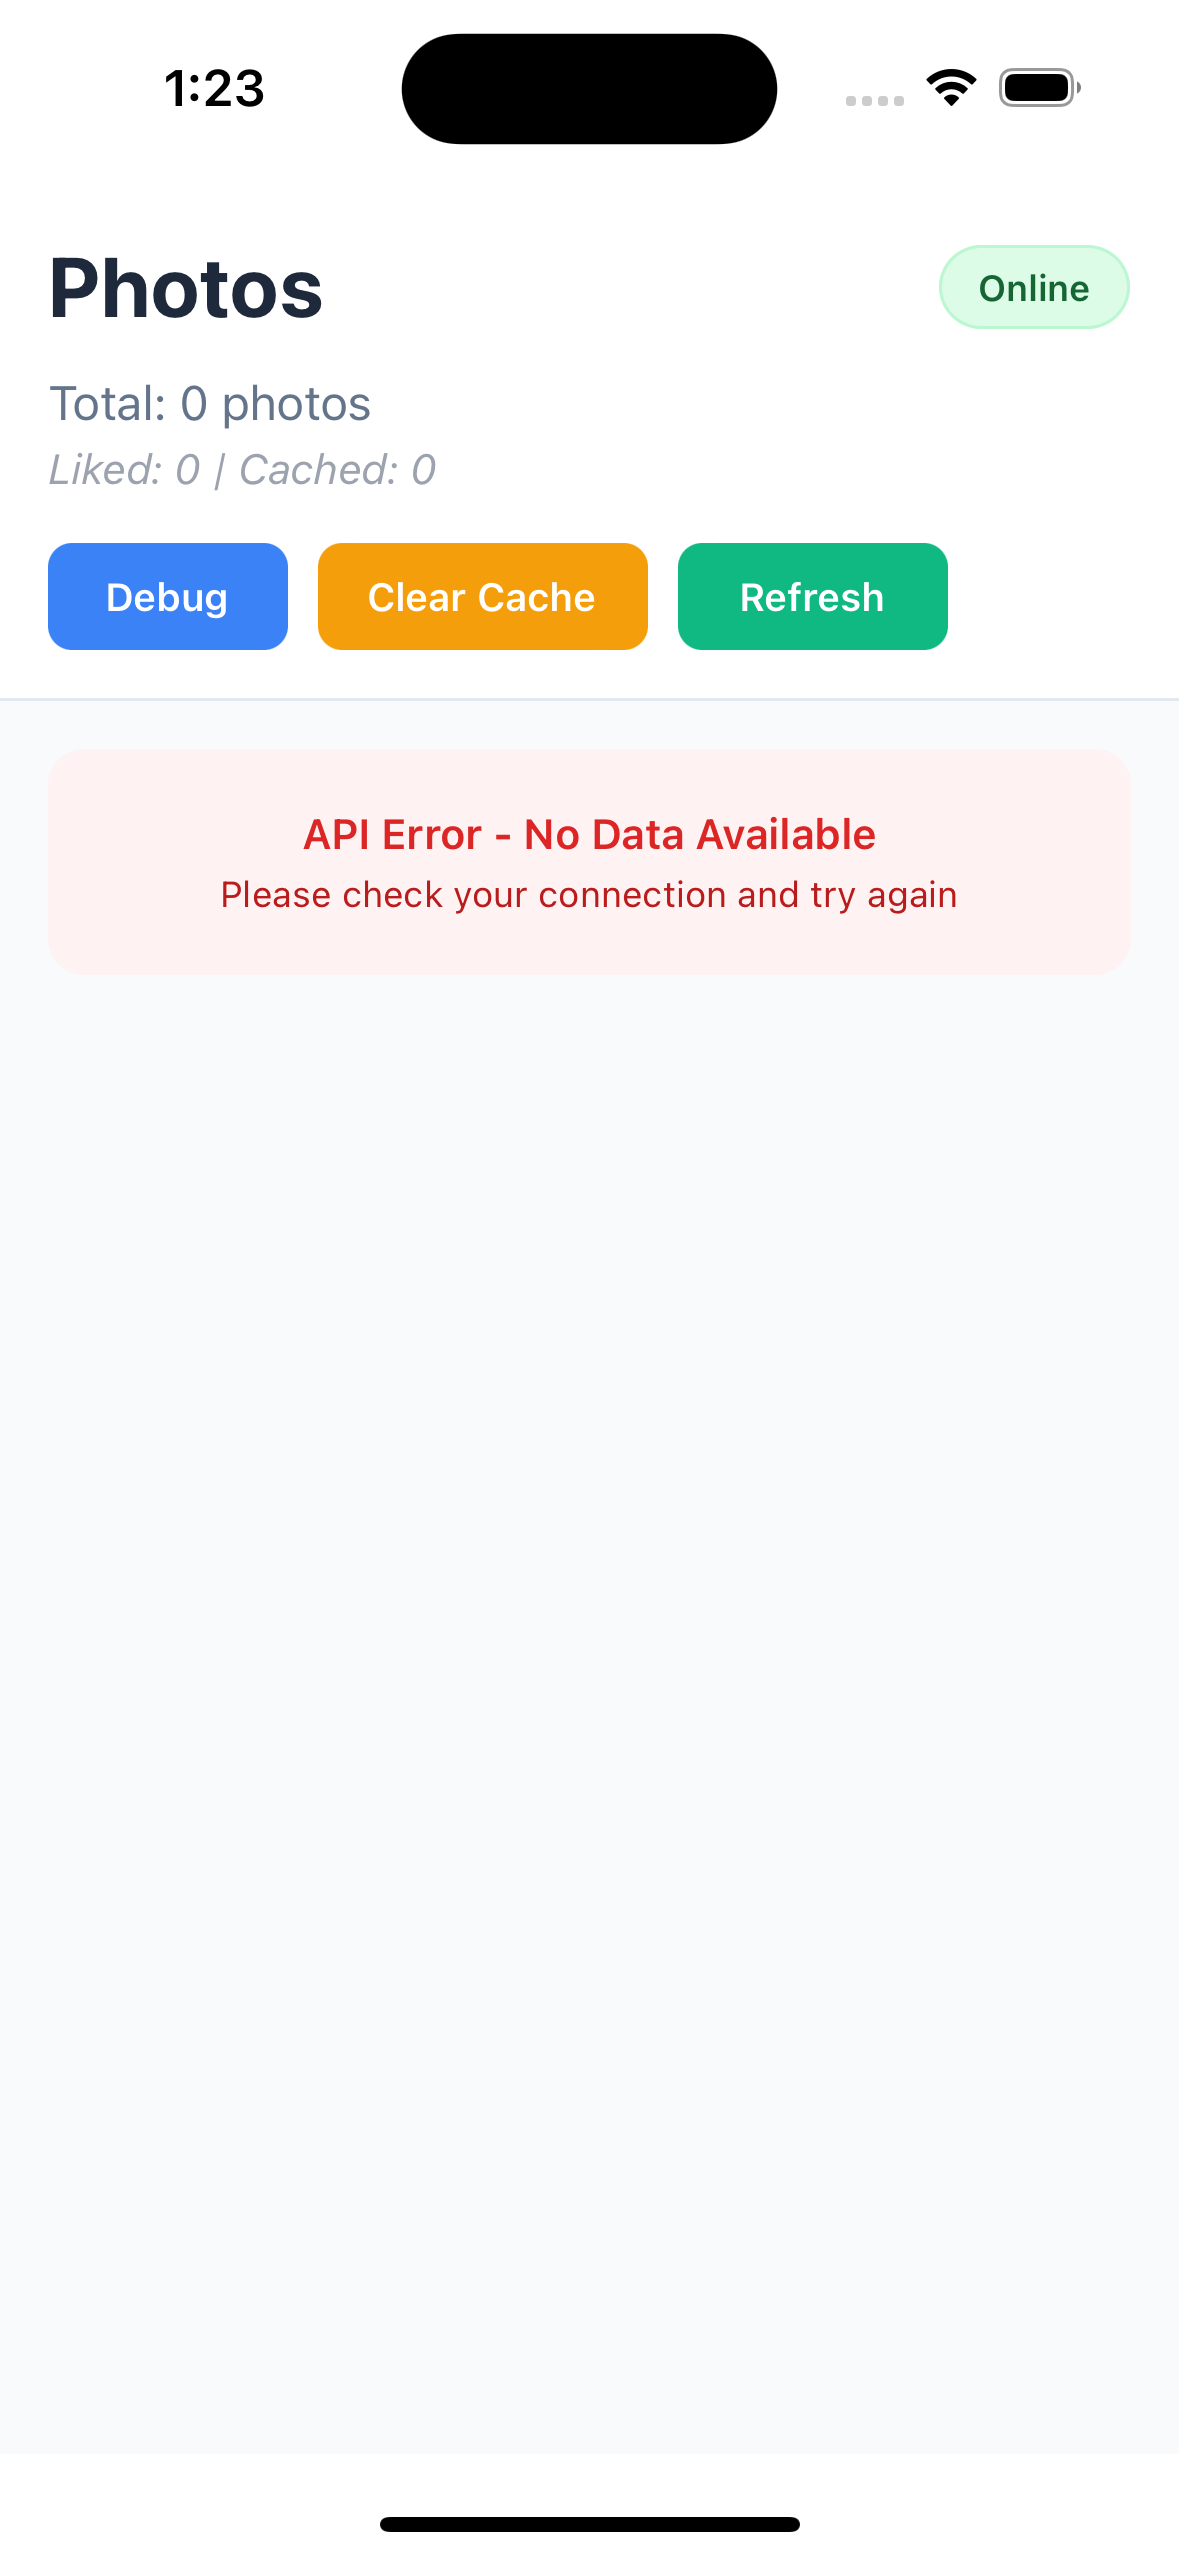 1:23
Photos
Online
Total: 0 photos
Liked: 0 | Cached: 0
Debug
Clear Cache
Refresh
API Error - No Data Available
Please check your connection and try again